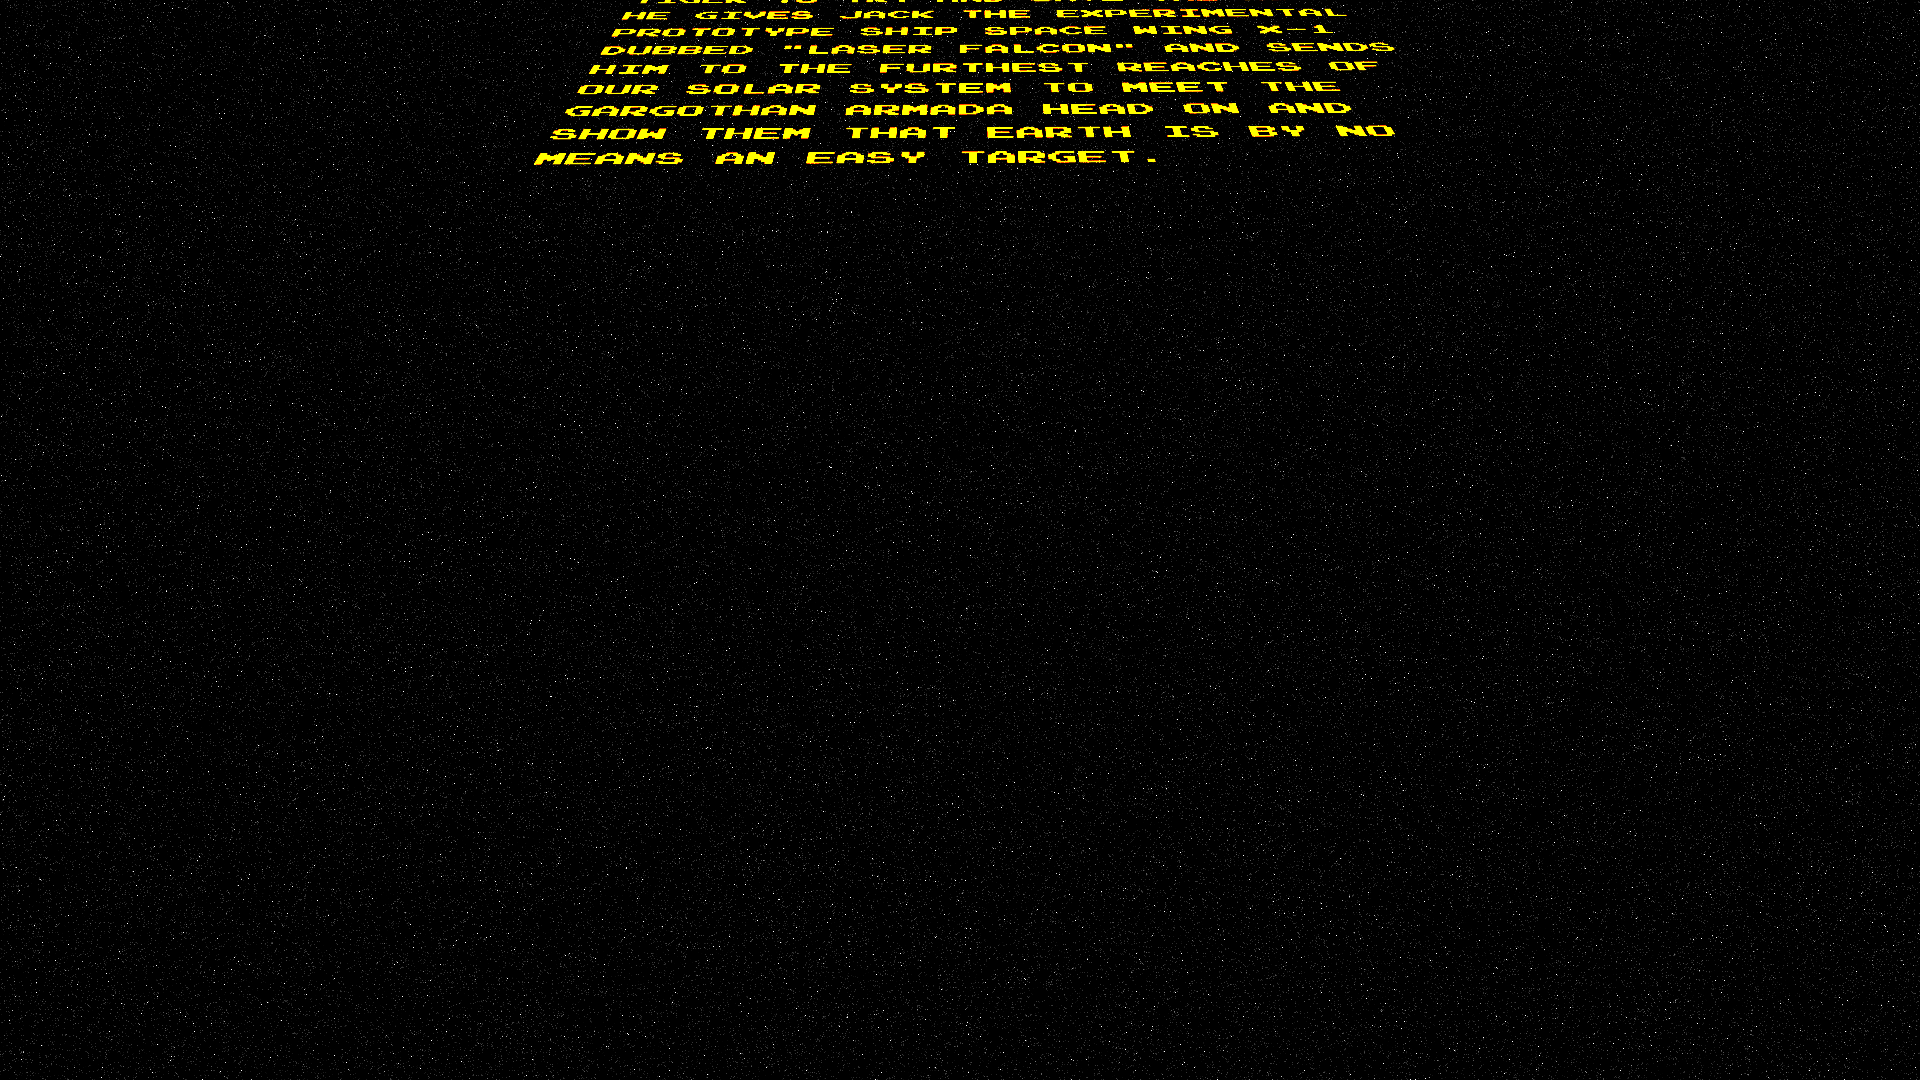 HE GIVES JACK THE EXPERIMENTAL
PROTOTYPE SHIP SPACE WING X-1
DUBBED "LASER FALCON" AND SENDS
HIM TO THE FURTHEST REACHES OF
OUR SOLAR SYSTEM TO MEET THE
GARGOTHAN ARMADA HEAD ON AND
SHOW THEM THAT EARTH IS BY NO
MEANS AN EASY TARGET.